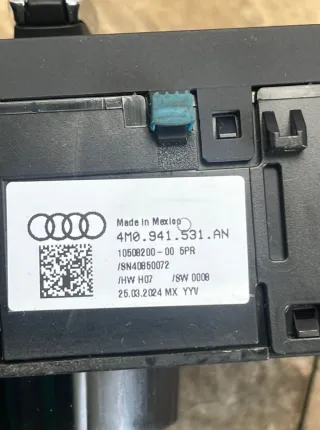 Made in Mexico
4M0.941.531.AN
10508200-00 5PR
/SN40850072
/HW H07 /SW 0008
25.03.2024 MX YYV